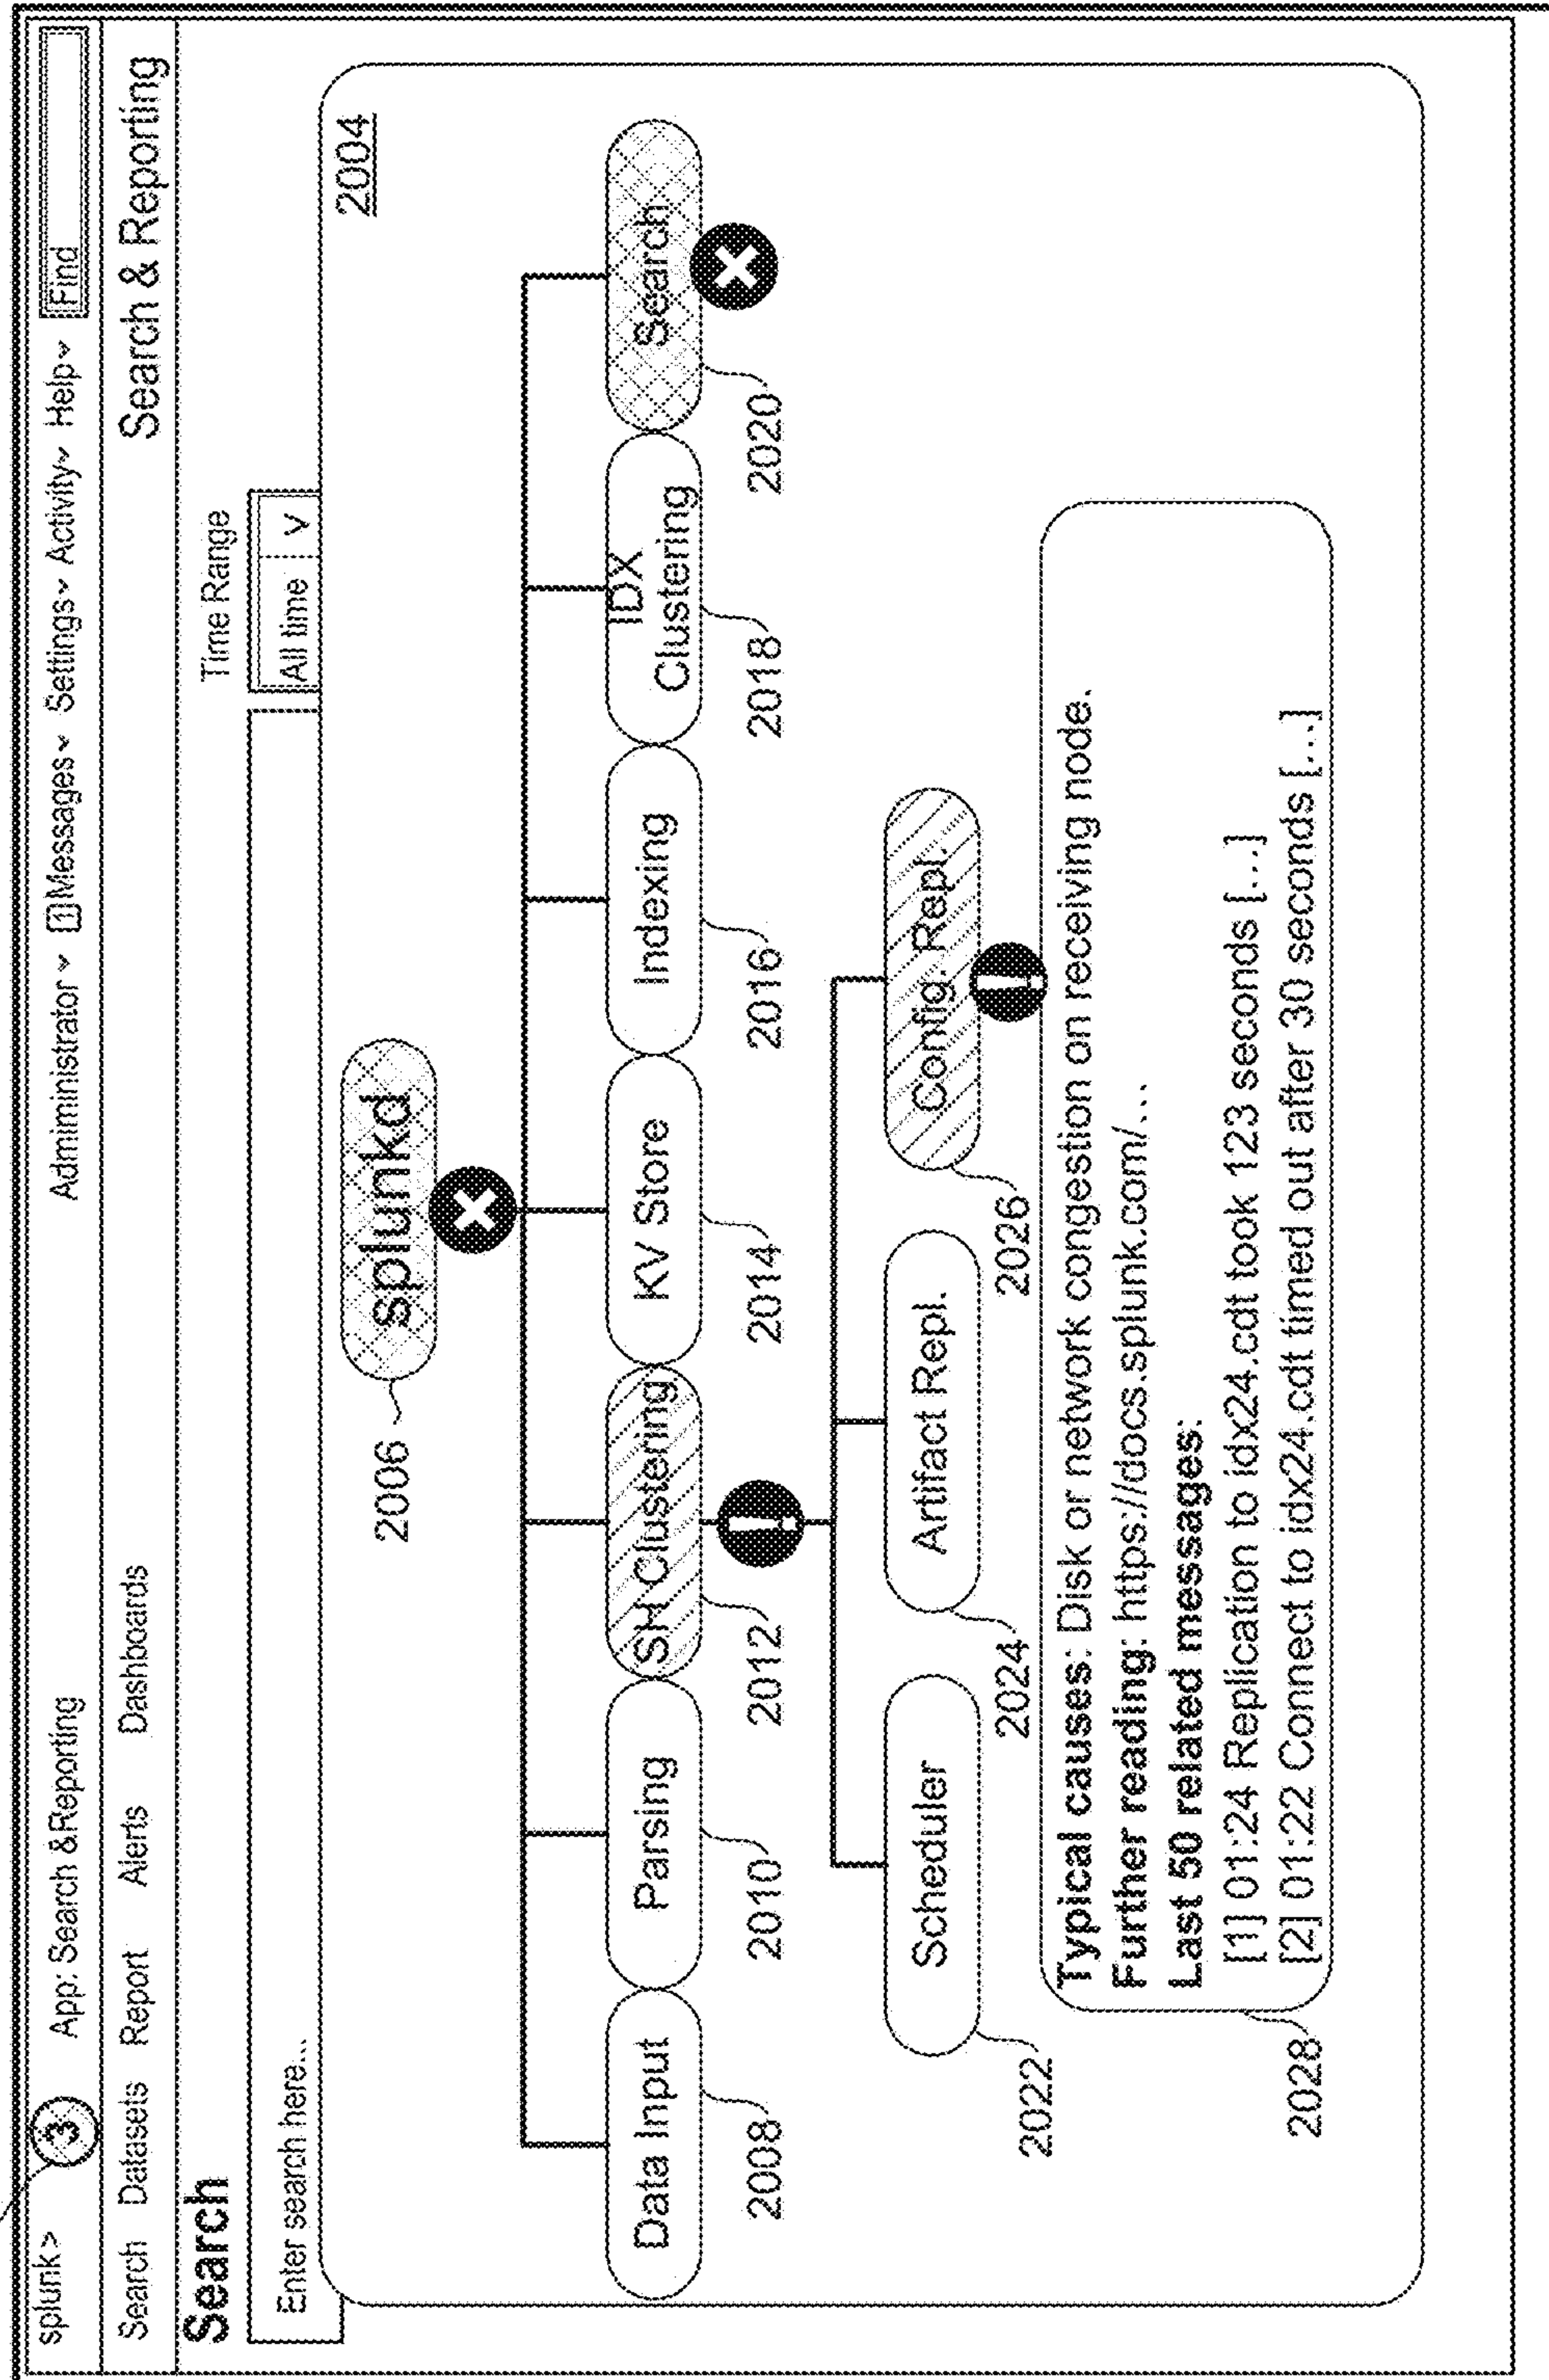 splunk> 3 App: Search &Reporting Admiministrator ˅ 1 Messages˅ Settings˅ Activity˅ Help˅ Find
Search Datasets Report Alerts Dashboards Search & Reporting
Search
Time Range
Enter search here... All time V
2004
splunkd
2006
Data Input Parsing SH Clustering KV Store Indexing IDX Clustering Search
2008 2010 2012 2014 2016 2018 2020
Scheduler Artifact Repl. Config. Repl.
2022 2024 2026
Typical causes: Disk or network congestion on receiving node.
Further reading: https://docs.splunk.com/...
Last 50 related messages:
[1] 01:24 Replication to idx24.cdt took 123 seconds [...]
[2] 01:22 Connect to idx24.cdt timed out after 30 seconds [...]
2028